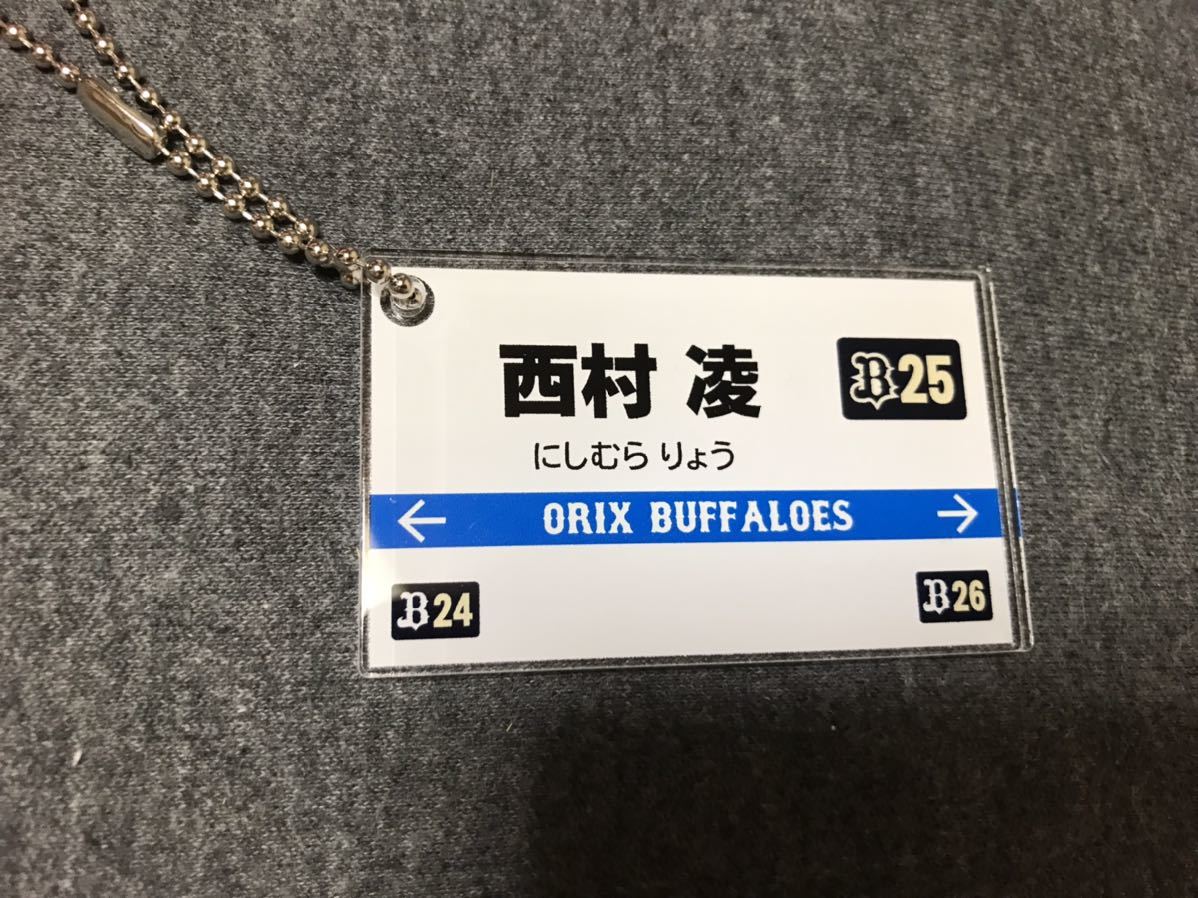 西村 凌
B25
にしむら りょう
← ORIX BUFFALOES →
B24
B26